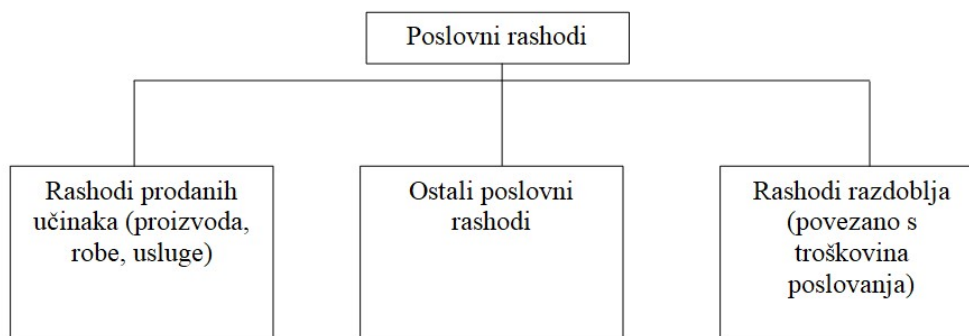 Poslovni rashodi
Rashodi prodanih
učinaka (proizvoda,
robe, usluge)
Ostali poslovni
rashodi
Rashodi razdoblja
(povezano s
troškovina
poslovanja)